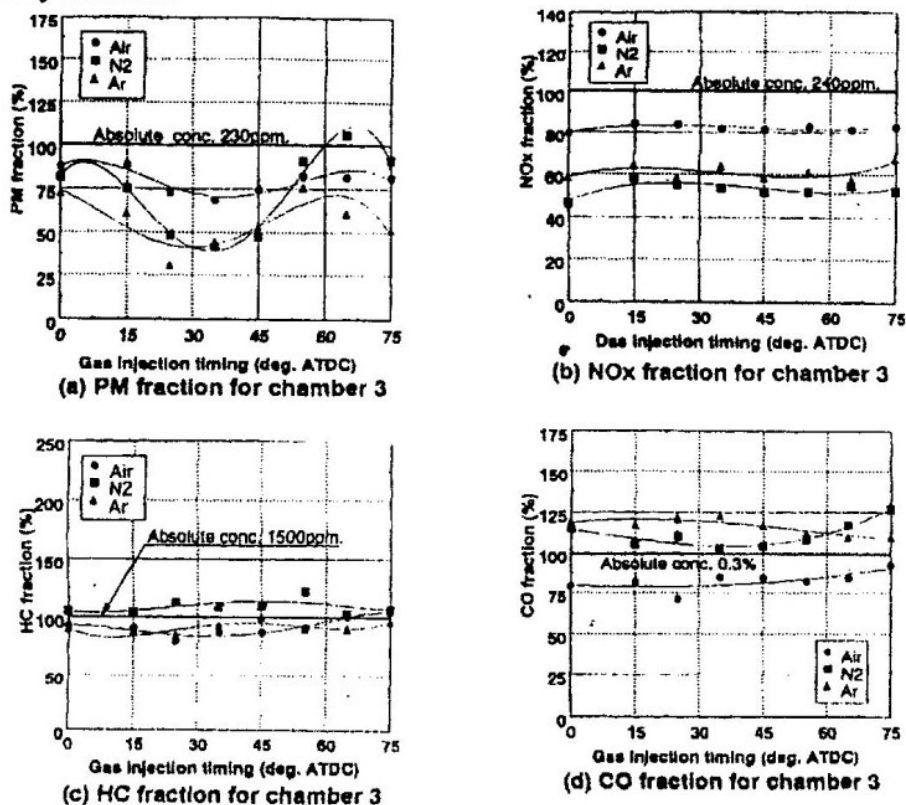 175
150
125
100
75
50
25
0
PM fraction (%)
Air
N2
Ar
Absolute conc. 230ppm.
0 15 30 45 60 75
Gas injection timing (deg. ATDC)
(a) PM fraction for chamber 3
140
120
100
80
60
40
20
0
NOx fraction (%)
Air
N2
Ar
Absolute conc. 240ppm.
0 15 30 45 60 75
Das injection timing (deg. ATDC)
(b) NOx fraction for chamber 3
250
200
150
100
50
0
HC fraction (%)
Air
N2
Ar
Absolute conc. 1500ppm.
0 15 30 45 60 75
Gas injection timing (deg. ATDC)
(c) HC fraction for chamber 3
175
150
125
100
75
50
25
0
CO fraction (%)
Absolute conc. 0.3%
Air
N2
Ar
0 15 30 45 60 75
Gas injection timing (deg. ATDC)
(d) CO fraction for chamber 3